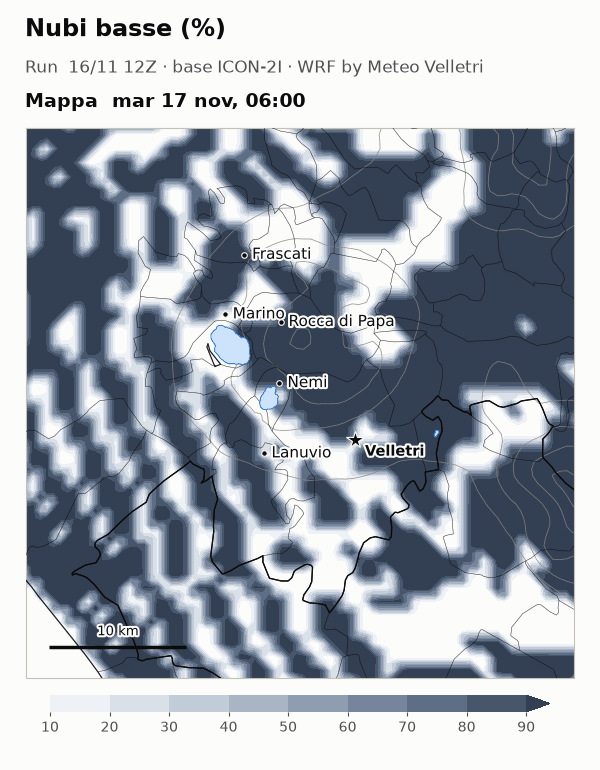 Nubi basse (%)
Run  16/11 12Z · base ICON-2I · WRF by Meteo Velletri
Mappa  mar 17 nov, 06:00
Frascati
Marino
Rocca di Papa
Nemi
Velletri
Lanuvio
10 km
10 20 30 40 50 60 70 80 90